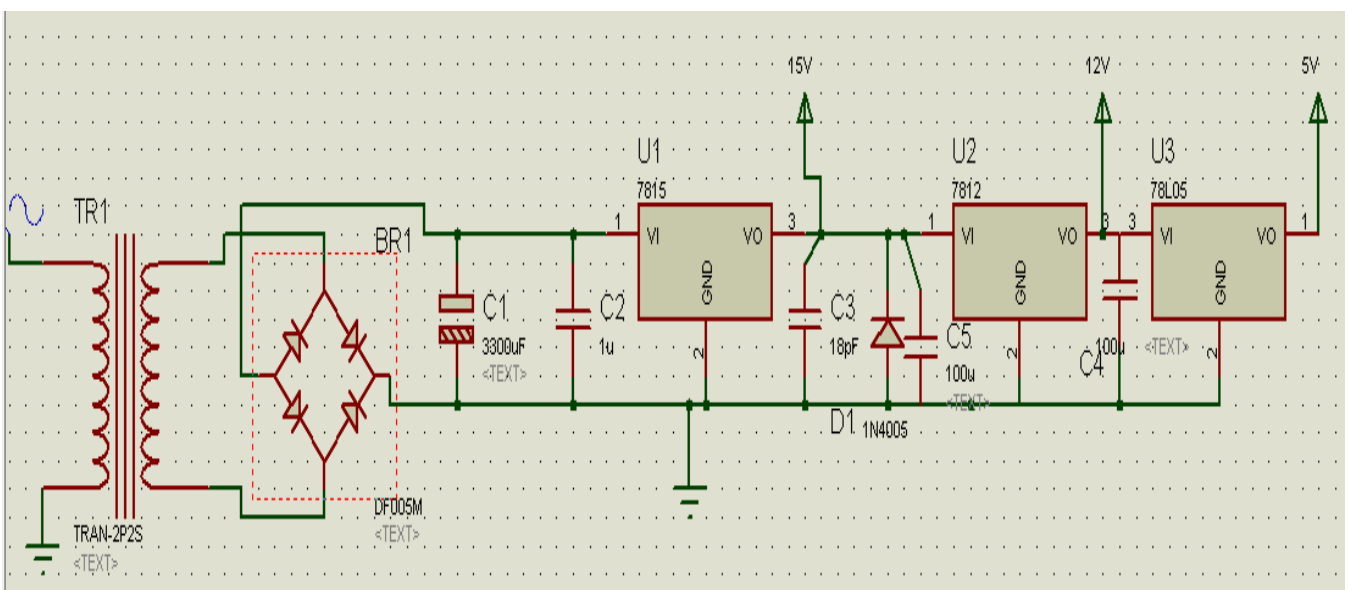 15V
12V
5V
U1
7815
U2
7812
U3
78L05
TR1
BR1
1
VI
VO
3
GND
2
1
VI
VO
3
GND
2
3
VI
VO
1
GND
2
C1
3300uF
<TEXT>
C2
1u
C3
18pF
C5
100u
<TEXT>
C4
100u
<TEXT>
D1
1N4005
TRAN-2P2S
<TEXT>
DF005M
<TEXT>